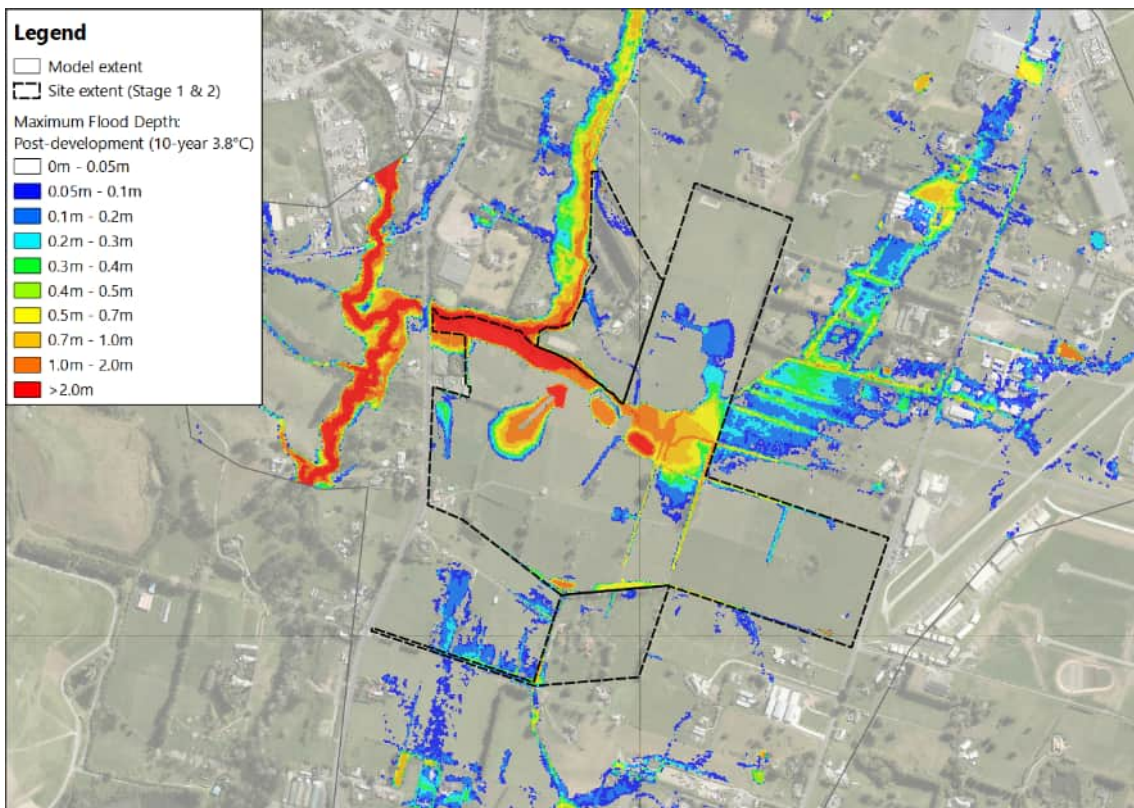 Legend
Model extent
Site extent (Stage 1 & 2)
Maximum Flood Depth:
Post-development (10-year 3.8°C)
0m - 0.05m
0.05m - 0.1m
0.1m - 0.2m
0.2m - 0.3m
0.3m - 0.4m
0.4m - 0.5m
0.5m - 0.7m
0.7m - 1.0m
1.0m - 2.0m
>2.0m